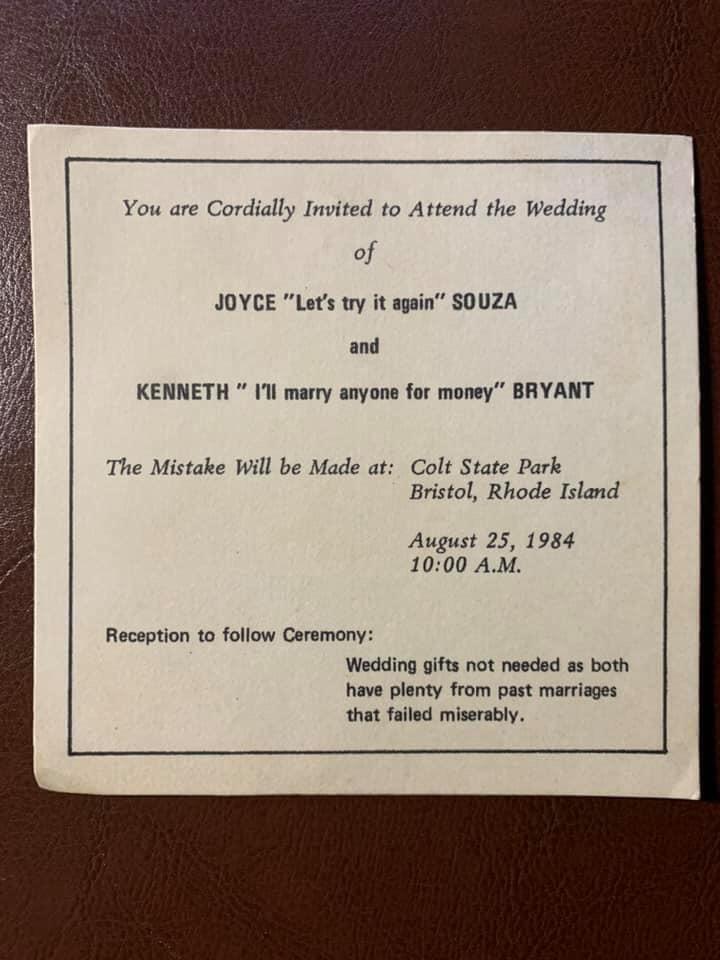 You are Cordially Invited to Attend the Wedding
of
JOYCE "Let's try it again" SOUZA
and
KENNETH " I'll marry anyone for money" BRYANT
The Mistake Will be Made at: Colt State Park
Bristol, Rhode Island
August 25, 1984
10:00 A.M.
Reception to follow Ceremony:
Wedding gifts not needed as both
have plenty from past marriages
that failed miserably.